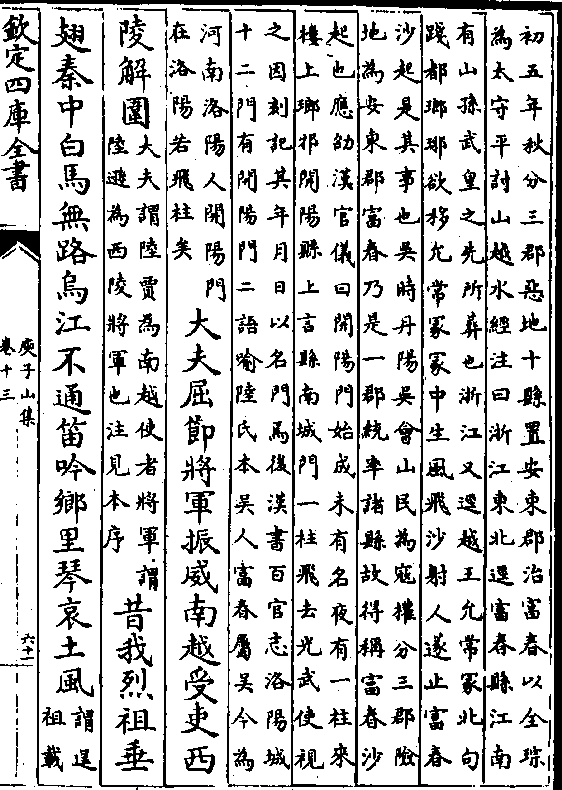 初五年秋分三郡惡地十縣置安東郡治富春以全琮
為太守平討山越水經注曰浙江東北逕富春縣江南
有山孫武皇之先所葬也浙江又逕越王允常冢北句
踐都瑯瑘欲移允常冢冢中生風飛沙射人遂止富春
沙起是其事也吳時丹陽吳會山民為寇權分三郡險
地為安東郡富春乃是一郡統率諸縣故得稱富春沙
起也應劭漢官儀曰開陽門始成未有名夜有一柱來
樓上瑯邪開陽縣上言縣南城門一柱飛去光武使視
之因刻記其年月日以名門焉後漢書百官志洛陽城
十二門有開陽門二語喻陸氏本吳人富春屬吳今為
河南洛陽人開陽門
在洛陽若飛柱矣
大夫屈節將軍振威南越受吏西
陵解圍
大夫謂陸賈為南越使者將軍謂
陸遜為西陵將軍也注見本序
昔我烈祖垂
翅秦中白馬無路烏江不通笛吟鄉里琴哀土風
謂逞
祖載
欽定四庫全書
庾子山集
卷十三
六十一